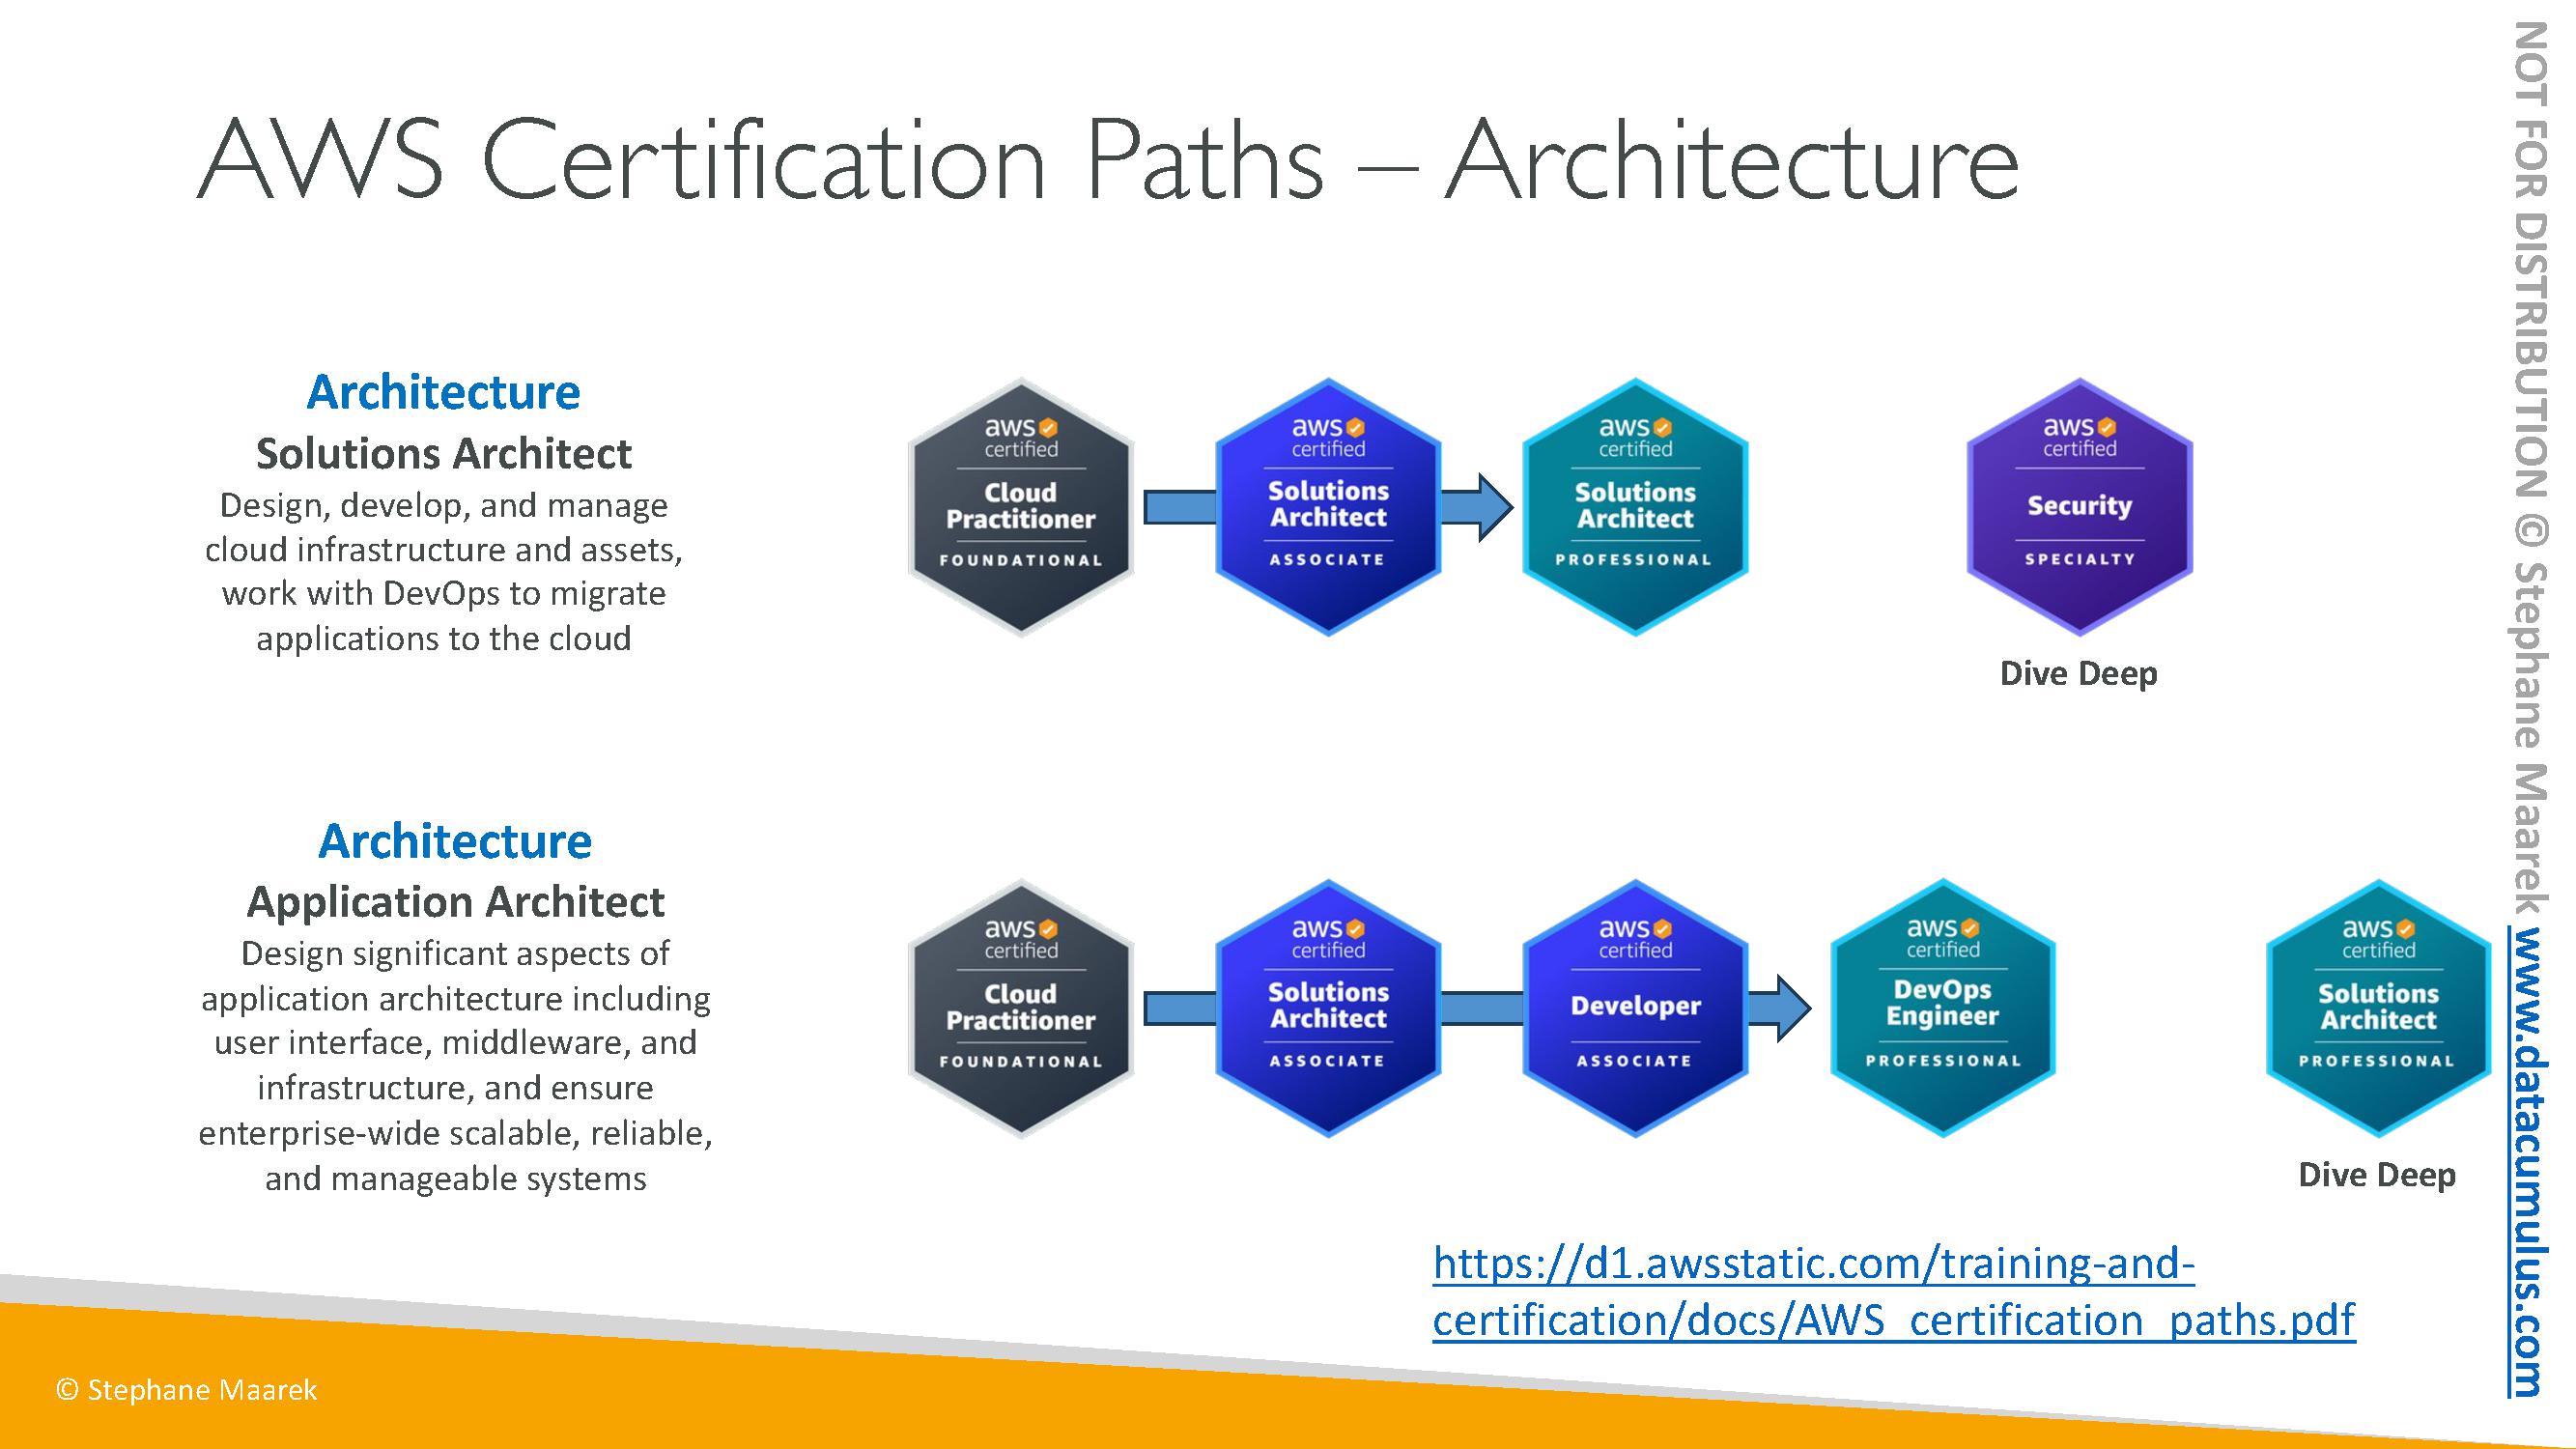 AWS Certification Paths – Architecture
Architecture
Solutions Architect
Design, develop, and manage
cloud infrastructure and assets,
work with DevOps to migrate
applications to the cloud
aws
certified
Cloud
Practitioner
FOUNDATIONAL
aws
certified
Solutions
Architect
ASSOCIATE
aws
certified
Solutions
Architect
PROFESSIONAL
aws
certified
Security
SPECIALTY
Dive Deep
Architecture
Application Architect
Design significant aspects of
application architecture including
user interface, middleware, and
infrastructure, and ensure
enterprise-wide scalable, reliable,
and manageable systems
aws
certified
Cloud
Practitioner
FOUNDATIONAL
aws
certified
Solutions
Architect
ASSOCIATE
aws
certified
Developer
ASSOCIATE
aws
certified
DevOps
Engineer
PROFESSIONAL
aws
certified
Solutions
Architect
PROFESSIONAL
Dive Deep
https://d1.awsstatic.com/training-and-
certification/docs/AWS_certification_paths.pdf
© Stephane Maarek
NOT FOR DISTRIBUTION © Stephane Maarek www.datacumulus.com